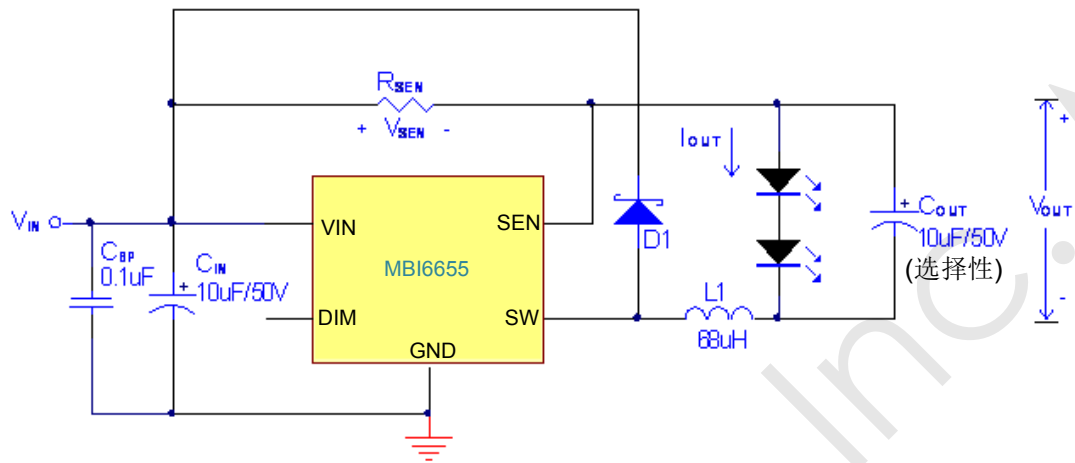 RSEN
+ VSEN -
IOUT
+
VIN
VIN
SEN
D1
COUT
10uF/50V
(选择性)
VOUT
CBP
0.1uF
CIN
+
10uF/50V
MBI6655
+
L1
68uH
-
DIM
SW
GND
Inc.